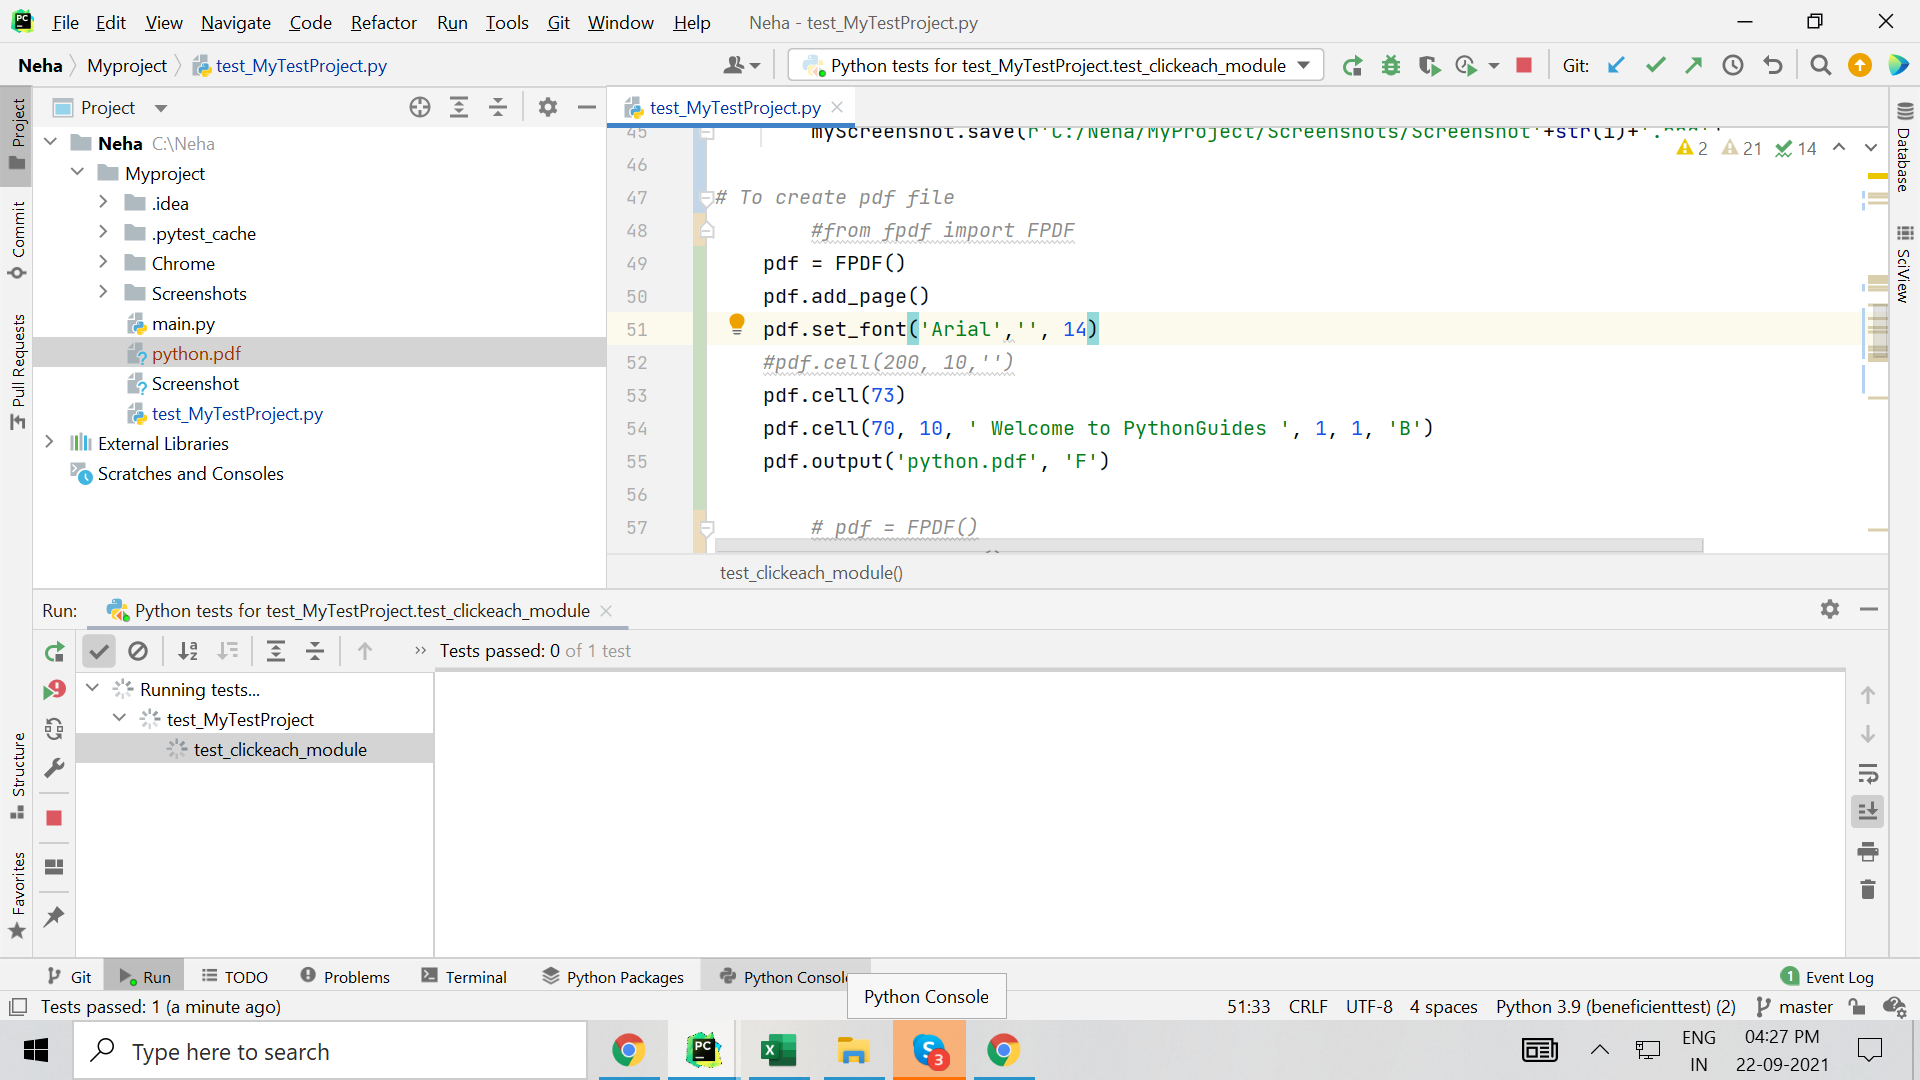 File Edit View Navigate Code Refactor Run Tools Git Window Help Neha - test_MyTestProject.py
Neha Myproject test_MyTestProject.py Python tests for test_MyTestProject.test_clickeach_module Git:
Project
Commit
Pull Requests
Structure
Favorites
Project
Neha C:\Neha
Myproject
.idea
.pytest_cache
Chrome
Screenshots
main.py
python.pdf
Screenshot
test_MyTestProject.py
External Libraries
Scratches and Consoles
test_MyTestProject.py
2 21 14
45 myScreenshot.save(r'C:/Neha/MyProject/Screenshots/Screenshot'+str(i)+'
46
47 # To create pdf file
48 #from fpdf import FPDF
49 pdf = FPDF()
50 pdf.add_page()
51 pdf.set_font('Arial','', 14)
52 #pdf.cell(200, 10,'')
53 pdf.cell(73)
54 pdf.cell(70, 10, ' Welcome to PythonGuides ', 1, 1, 'B')
55 pdf.output('python.pdf', 'F')
56
57 # pdf = FPDF()
test_clickeach_module()
Database
SciView
Run: Python tests for test_MyTestProject.test_clickeach_module
Tests passed: 0 of 1 test
Running tests...
test_MyTestProject
test_clickeach_module
Git Run TODO Problems Terminal Python Packages Python Console 1 Event Log
Python Console
Tests passed: 1 (a minute ago) 51:33 CRLF UTF-8 4 spaces Python 3.9 (beneficienttest) (2) master
Type here to search
3
ENG
IN
04:27 PM
22-09-2021